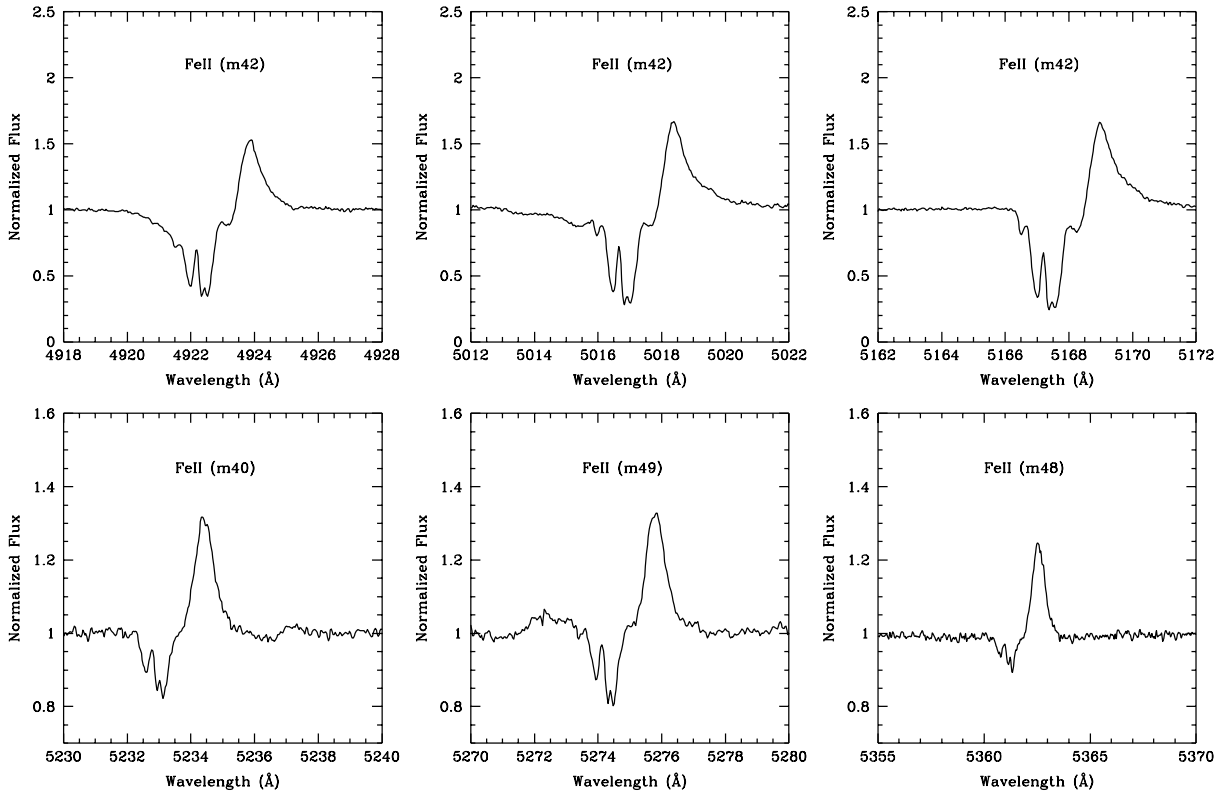 2.5
2
1.5
1
0.5
0
Normalized Flux
FeII (m42)
4918 4920 4922 4924 4926 4928
Wavelength (Å)
2.5
2
1.5
1
0.5
0
Normalized Flux
FeII (m42)
5012 5014 5016 5018 5020 5022
Wavelength (Å)
2.5
2
1.5
1
0.5
0
Normalized Flux
FeII (m42)
5162 5164 5166 5168 5170 5172
Wavelength (Å)
1.6
1.4
1.2
1
0.8
Normalized Flux
FeII (m40)
5230 5232 5234 5236 5238 5240
Wavelength (Å)
1.6
1.4
1.2
1
0.8
Normalized Flux
FeII (m49)
5270 5272 5274 5276 5278 5280
Wavelength (Å)
1.6
1.4
1.2
1
0.8
Normalized Flux
FeII (m48)
5355 5360 5365 5370
Wavelength (Å)